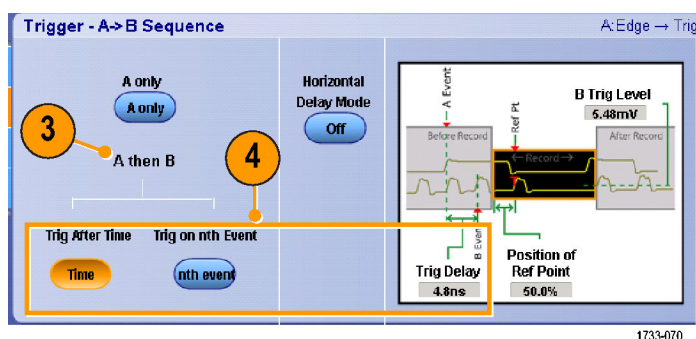 Trigger - A->B Sequence
A:Edge → Trig
A only
A only
3
A then B
4
Trig After Time
Time
Trig on nth Event
nth event
Horizontal
Delay Mode
Off
A Event
Ref Pt
B Trig Level
5.48mV
Before Record
←Record→
After Record
B Event
Trig Delay
4.8ns
Position of
Ref Point
50.0%
1733-070